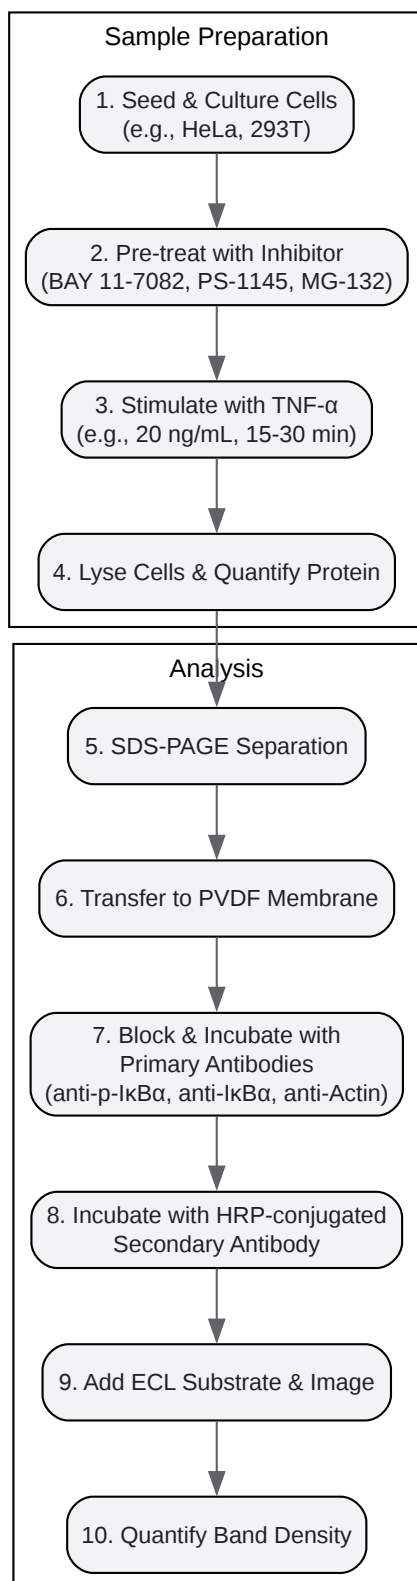 Sample Preparation
1. Seed & Culture Cells
(e.g., HeLa, 293T)
2. Pre-treat with Inhibitor
(BAY 11-7082, PS-1145, MG-132)
3. Stimulate with TNF-α
(e.g., 20 ng/mL, 15-30 min)
4. Lyse Cells & Quantify Protein
Analysis
5. SDS-PAGE Separation
6. Transfer to PVDF Membrane
7. Block & Incubate with
Primary Antibodies
(anti-p-IκBα, anti-IκBα, anti-Actin)
8. Incubate with HRP-conjugated
Secondary Antibody
9. Add ECL Substrate & Image
10. Quantify Band Density